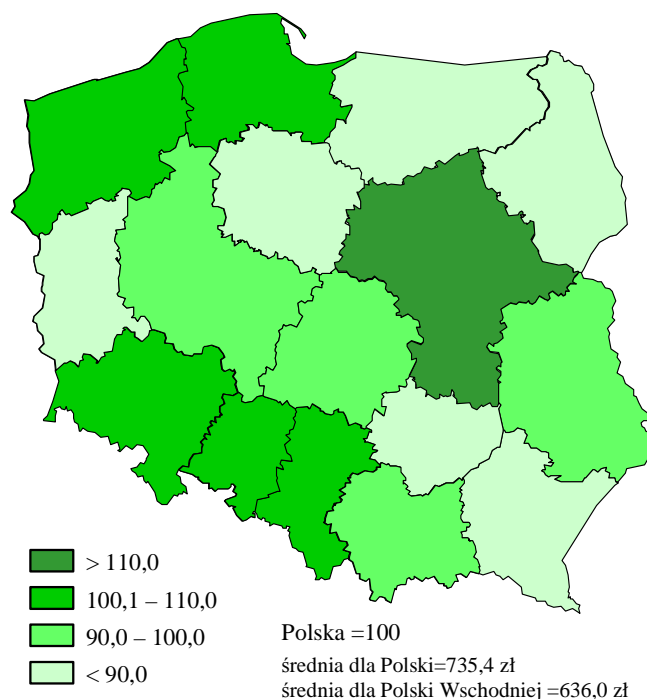 > 110,0
100,1 – 110,0
90,0 – 100,0
< 90,0
Polska =100
średnia dla Polski=735,4 zł
średnia dla Polski Wschodniej =636,0 zł